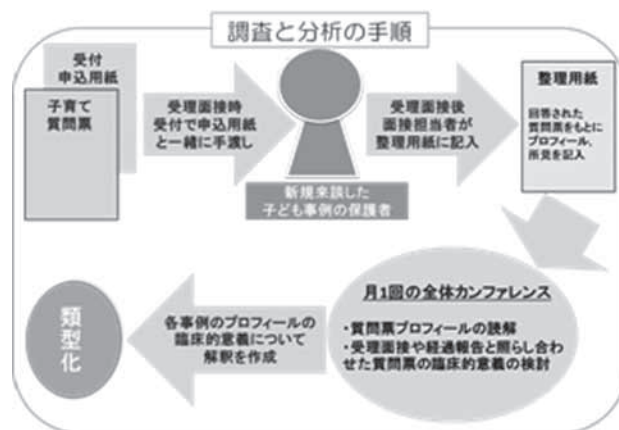 調査と分析の手順
受付
申込用紙
子育て
質問票
受理面接時
受付で申込用紙
と一緒に手渡し
新規来談した
子ども事例の保護者
受理面接後
面接担当者が
整理用紙に記入
整理用紙
回答された
質問票をもとに
プロフィール、
所見を記入
月1回の全体カンファレンス
・質問票プロフィールの読解
・受理面接や経過報告と照らし合わ
せた質問票の臨床的意義の検討
各事例のプロフィールの
臨床的意義について
解釈を作成
類型化